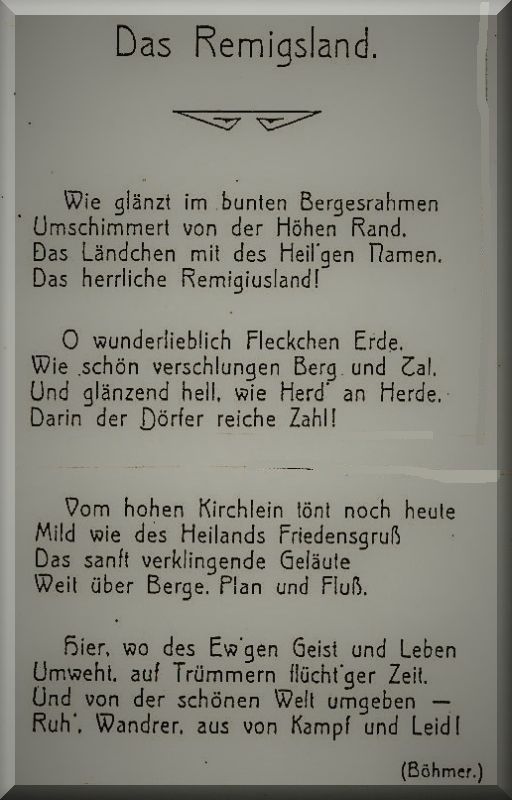 Das Remigsland.
Wie glänzt im bunten Bergesrahmen
Umschimmert von der Höhen Rand,
Das Ländchen mit des Heil'gen Namen,
Das herrliche Remigiusland!
O wunderlieblich Fleckchen Erde,
Wie schön verschlungen Berg und Tal,
Und glänzend hell, wie Herd' an Herde,
Darin der Dörfer reiche Zahl!
Vom hohen Kirchlein tönt noch heute
Mild wie des Heilands Friedensgruß
Das sanft verklingende Geläute
Weit über Berge, Plan und Fluß.
Hier, wo des Ew'gen Geist und Leben
Umweht, auf Trümmern flücht'ger Zeit,
Und von der schönen Welt umgeben —
Ruh', Wandrer, aus von Kampf und Leid!
(Böhmer.)